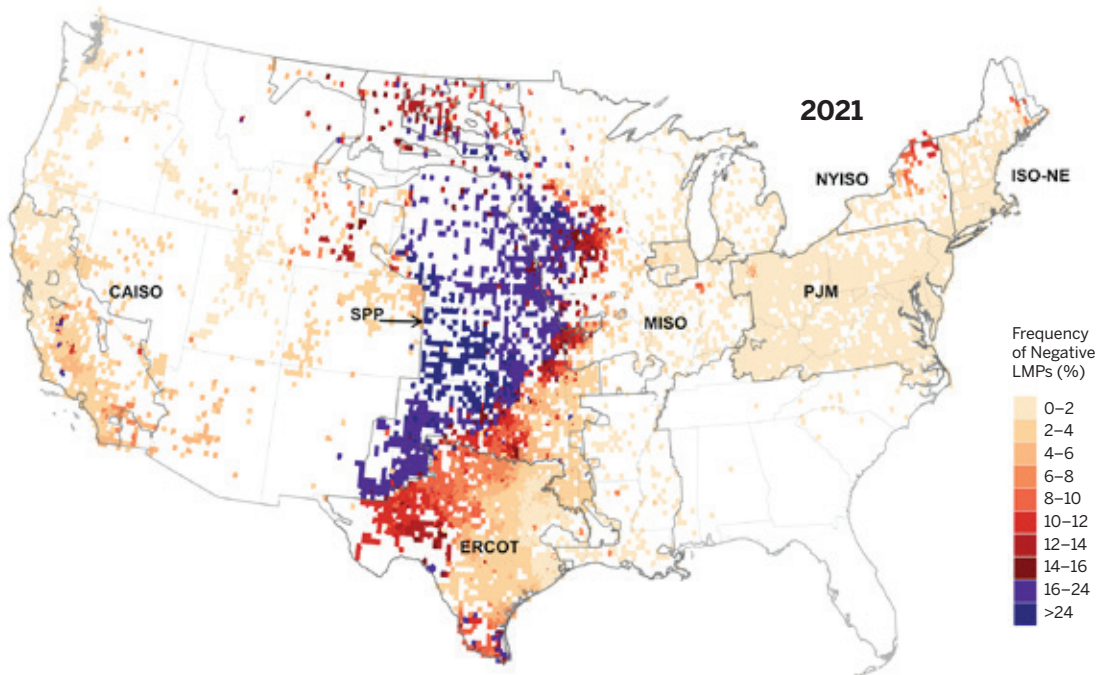 2021
NYISO
ISO-NE
CAISO
PJM
SPP
MISO
ERCOT
Frequency
of Negative
LMPs (%)
0–2
2–4
4–6
6–8
8–10
10–12
12–14
14–16
16–24
>24